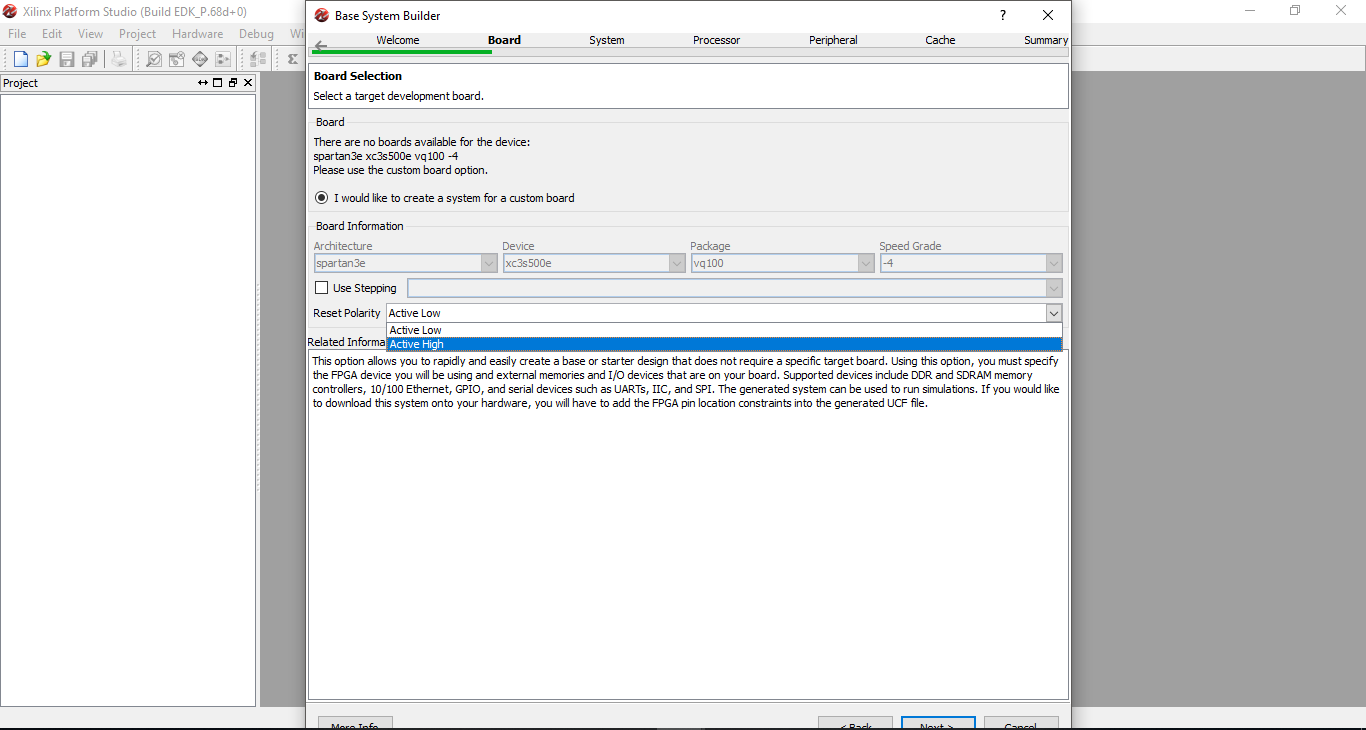 Xilinx Platform Studio (Build EDK_P.68d+0)
File Edit View Project Hardware Debug Wi
Project
Base System Builder
?
Welcome Board System Processor Peripheral Cache Summary
Board Selection
Select a target development board.
Board
There are no boards available for the device:
spartan3e xc3s500e vq100 -4
Please use the custom board option.
I would like to create a system for a custom board
Board Information
Architecture Device Package Speed Grade
spartan3e xc3s500e vq100 -4
Use Stepping
Reset Polarity Active Low
Active Low
Active High
Related Informa
This option allows you to rapidly and easily create a base or starter design that does not require a specific target board. Using this option, you must specify
the FPGA device you will be using and external memories and I/O devices that are on your board. Supported devices include DDR and SDRAM memory
controllers, 10/100 Ethernet, GPIO, and serial devices such as UARTs, IIC, and SPI. The generated system can be used to run simulations. If you would like
to download this system onto your hardware, you will have to add the FPGA pin location constraints into the generated UCF file.
More Info < Back Next > Cancel